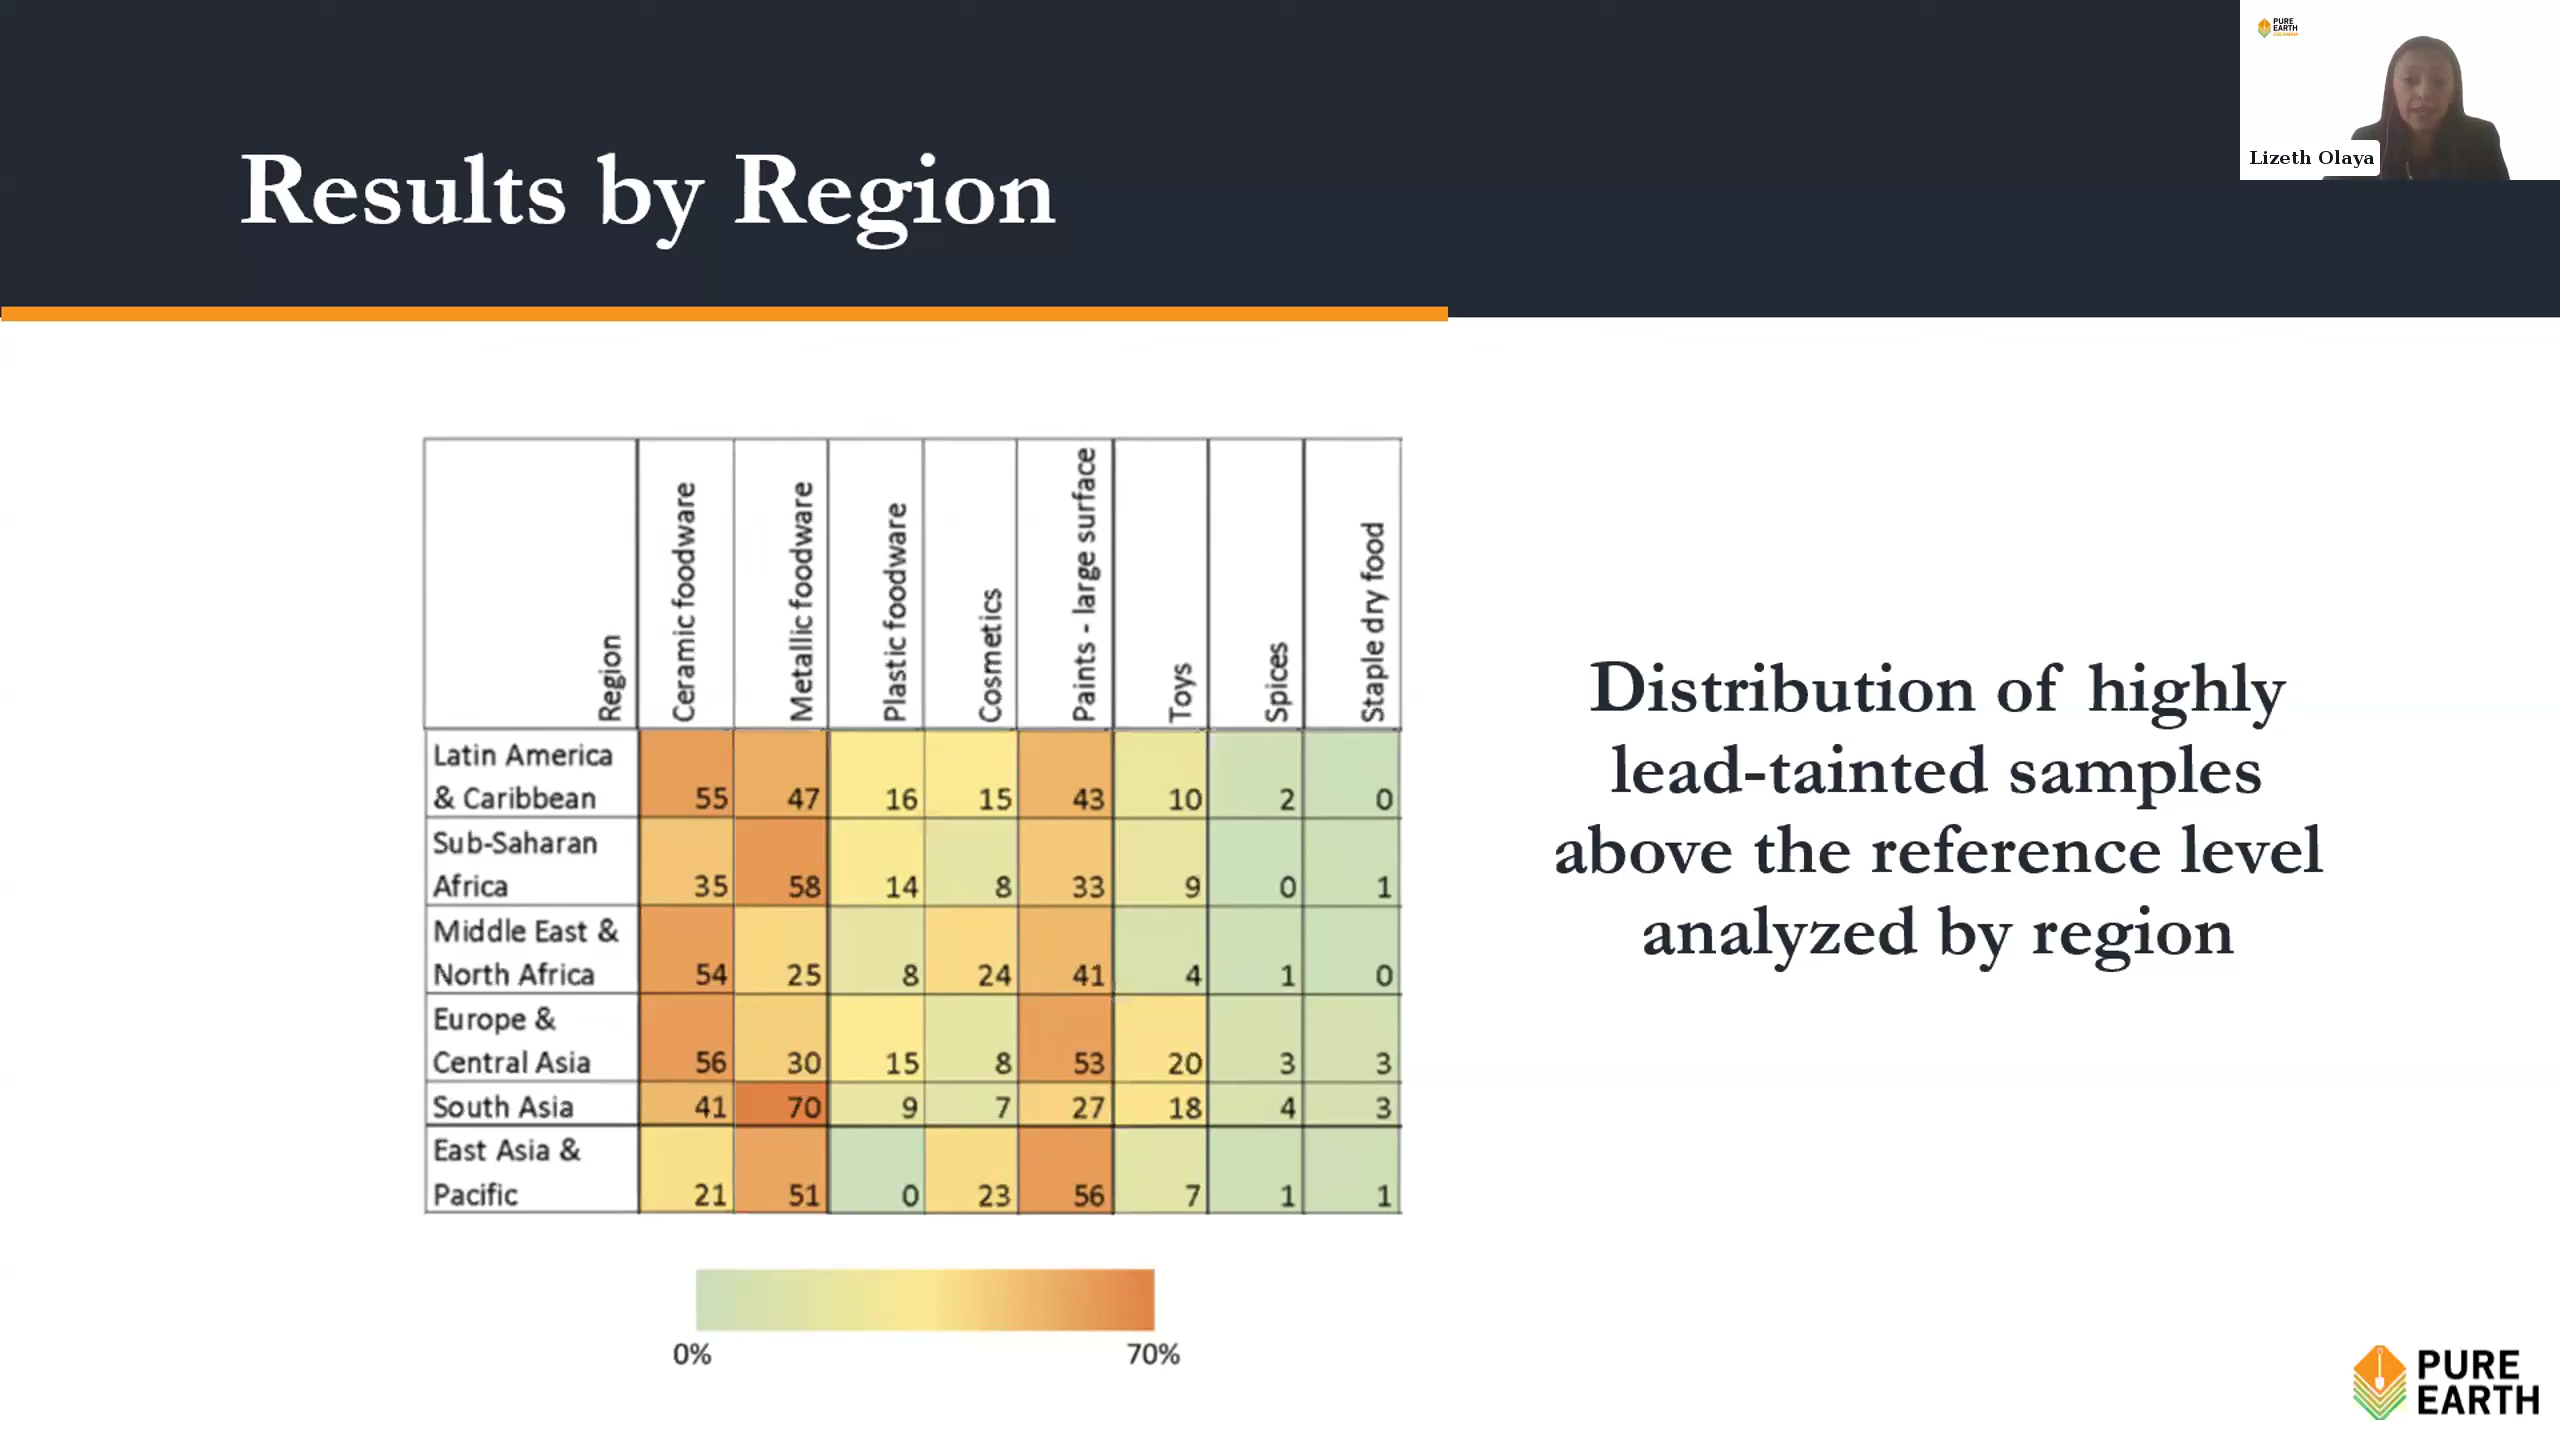 PURE
EARTH
COLOMBIA
Lizeth Olaya
Results by Region
Region
Ceramic foodware
Metallic foodware
Plastic foodware
Cosmetics
Paints - large surface
Toys
Spices
Staple dry food
Latin America
& Caribbean 55 47 16 15 43 10 2 0
Sub-Saharan
Africa 35 58 14 8 33 9 0 1
Middle East &
North Africa 54 25 8 24 41 4 1 0
Europe &
Central Asia 56 30 15 8 53 20 3 3
South Asia 41 70 9 7 27 18 4 3
East Asia &
Pacific 21 51 0 23 56 7 1 1
0% 70%
Distribution of highly
lead-tainted samples
above the reference level
analyzed by region
PURE
EARTH